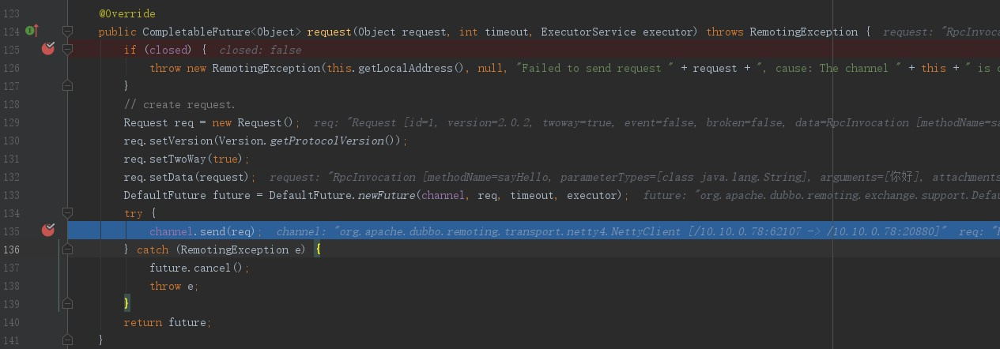 123 @Override
124 public CompletableFuture<Object> request(Object request, int timeout, ExecutorService executor) throws RemotingException { request: "RpcInvoca
125 if (closed) { closed: false
126 throw new RemotingException(this.getLocalAddress(), null, "Failed to send request " + request + ", cause: The channel " + this + " is c
127 }
128 // create request.
129 Request req = new Request(); req: "Request [id=1, version=2.0.2, twoway=true, event=false, broken=false, data=RpcInvocation [methodName=sa
130 req.setVersion(Version.getProtocolVersion());
131 req.setTwoWay(true);
132 req.setData(request); request: "RpcInvocation [methodName=sayHello, parameterTypes=[class java.lang.String], arguments=[你好], attachments
133 DefaultFuture future = DefaultFuture.newFuture(channel, req, timeout, executor); future: "org.apache.dubbo.remoting.exchange.support.Defau
134 try {
135 channel.send(req); channel: "org.apache.dubbo.remoting.transport.netty4.NettyClient [/10.10.0.78:62107 -> /10.10.0.78:20880]" req: "
136 } catch (RemotingException e) {
137 future.cancel();
138 throw e;
139 }
140 return future;
141 }